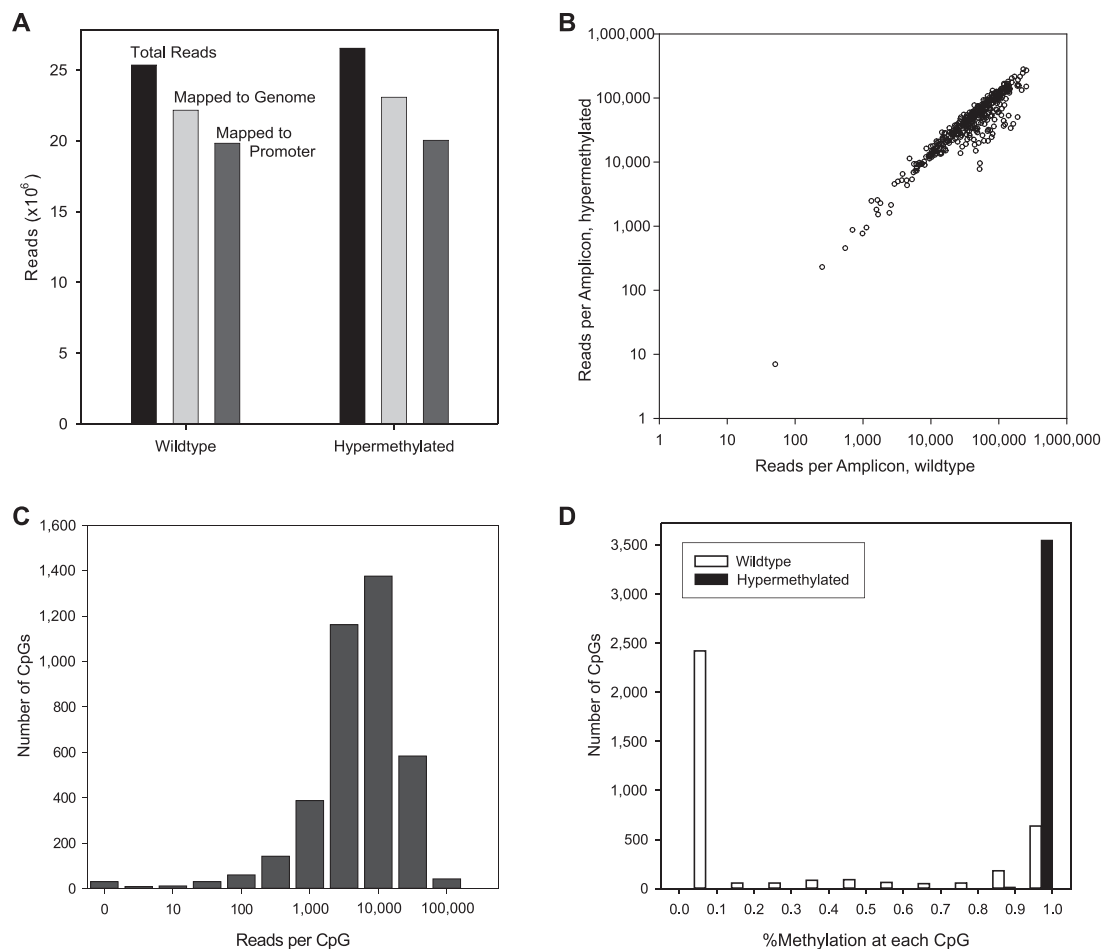 A
Reads (x10⁶)
25
20
15
10
5
0
Total Reads
Mapped to Genome
Mapped to
Promoter
Wildtype
Hypermethylated
B
Reads per Amplicon, hypermethylated
1,000,000
100,000
10,000
1,000
100
10
1
1
10
100
1,000
10,000
100,000
1,000,000
Reads per Amplicon, wildtype
C
Number of CpGs
1,600
1,400
1,200
1,000
800
600
400
200
0
0
10
100
1,000
10,000
100,000
Reads per CpG
D
Number of CpGs
3,500
3,000
2,500
2,000
1,500
1,000
500
0
Wildtype
Hypermethylated
0.0
0.1
0.2
0.3
0.4
0.5
0.6
0.7
0.8
0.9
1.0
%Methylation at each CpG